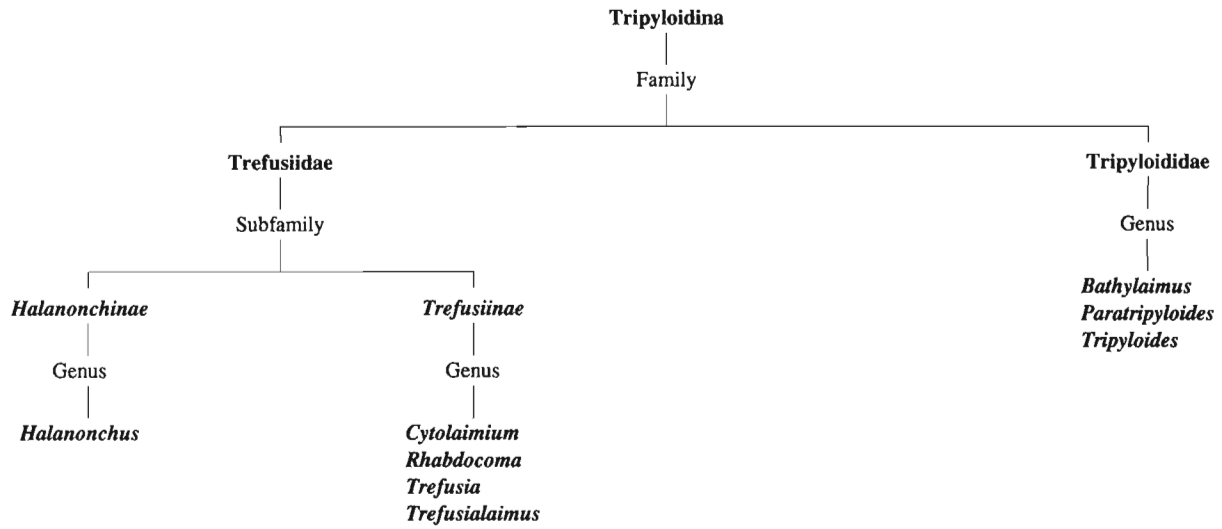 Tripyloidina
Family
Trefusiidae
Tripyloididae
Subfamily
Genus
Halanonchinae
Trefusiinae
Bathylaimus
Paratripyloides
Tripyloides
Genus
Genus
Halanonchus
Cytolaimium
Rhabdocoma
Trefusia
Trefusialaimus